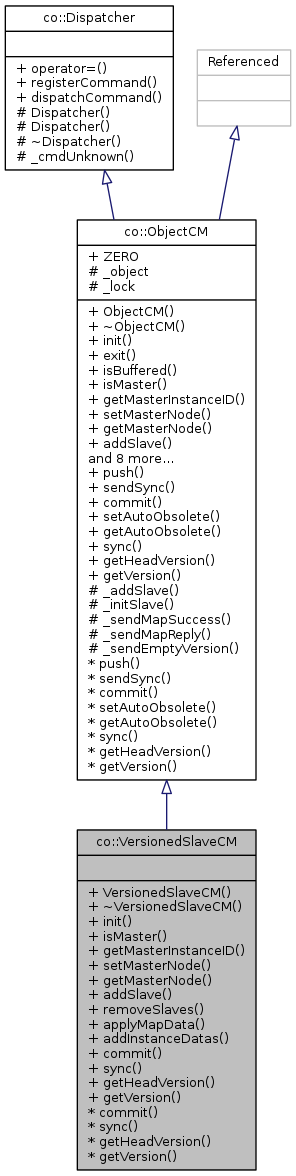 co::Dispatcher
+ operator=()
+ registerCommand()
+ dispatchCommand()
# Dispatcher()
# Dispatcher()
# ~Dispatcher()
# _cmdUnknown()
Referenced
co::ObjectCM
+ ZERO
# _object
# _lock
+ ObjectCM()
+ ~ObjectCM()
+ init()
+ exit()
+ isBuffered()
+ isMaster()
+ getMasterInstanceID()
+ setMasterNode()
+ getMasterNode()
+ addSlave()
and 8 more...
+ push()
+ sendSync()
+ commit()
+ setAutoObsolete()
+ getAutoObsolete()
+ sync()
+ getHeadVersion()
+ getVersion()
# _addSlave()
# _initSlave()
# _sendMapSuccess()
# _sendMapReply()
# _sendEmptyVersion()
* push()
* sendSync()
* commit()
* setAutoObsolete()
* getAutoObsolete()
* sync()
* getHeadVersion()
* getVersion()
co::VersionedSlaveCM
+ VersionedSlaveCM()
+ ~VersionedSlaveCM()
+ init()
+ isMaster()
+ getMasterInstanceID()
+ setMasterNode()
+ getMasterNode()
+ addSlave()
+ removeSlaves()
+ applyMapData()
+ addInstanceDatas()
+ commit()
+ sync()
+ getHeadVersion()
+ getVersion()
* commit()
* sync()
* getHeadVersion()
* getVersion()